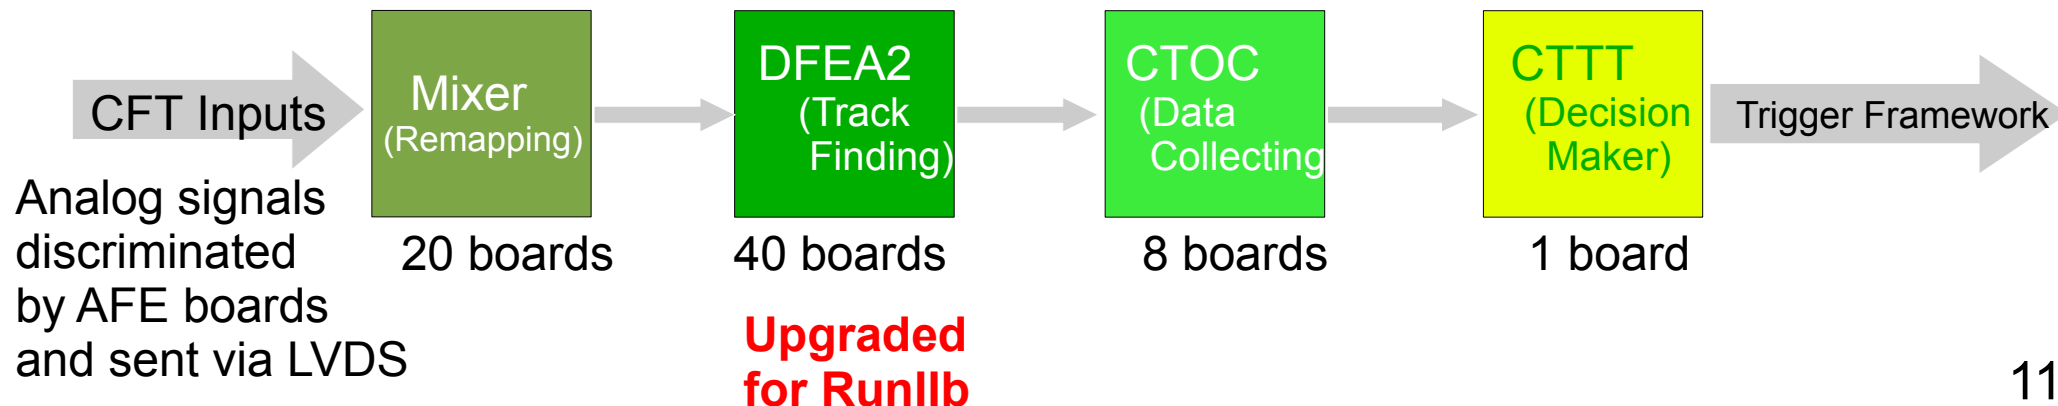 CFT Inputs
Analog signals
discriminated
by AFE boards
and sent via LVDS
Mixer
(Remapping)
20 boards
DFEA2
(Track
Finding)
40 boards
Upgraded
for RunIIb
CTOC
(Data
Collecting
8 boards
CTTT
(Decision
Maker)
1 board
Trigger Framework
11